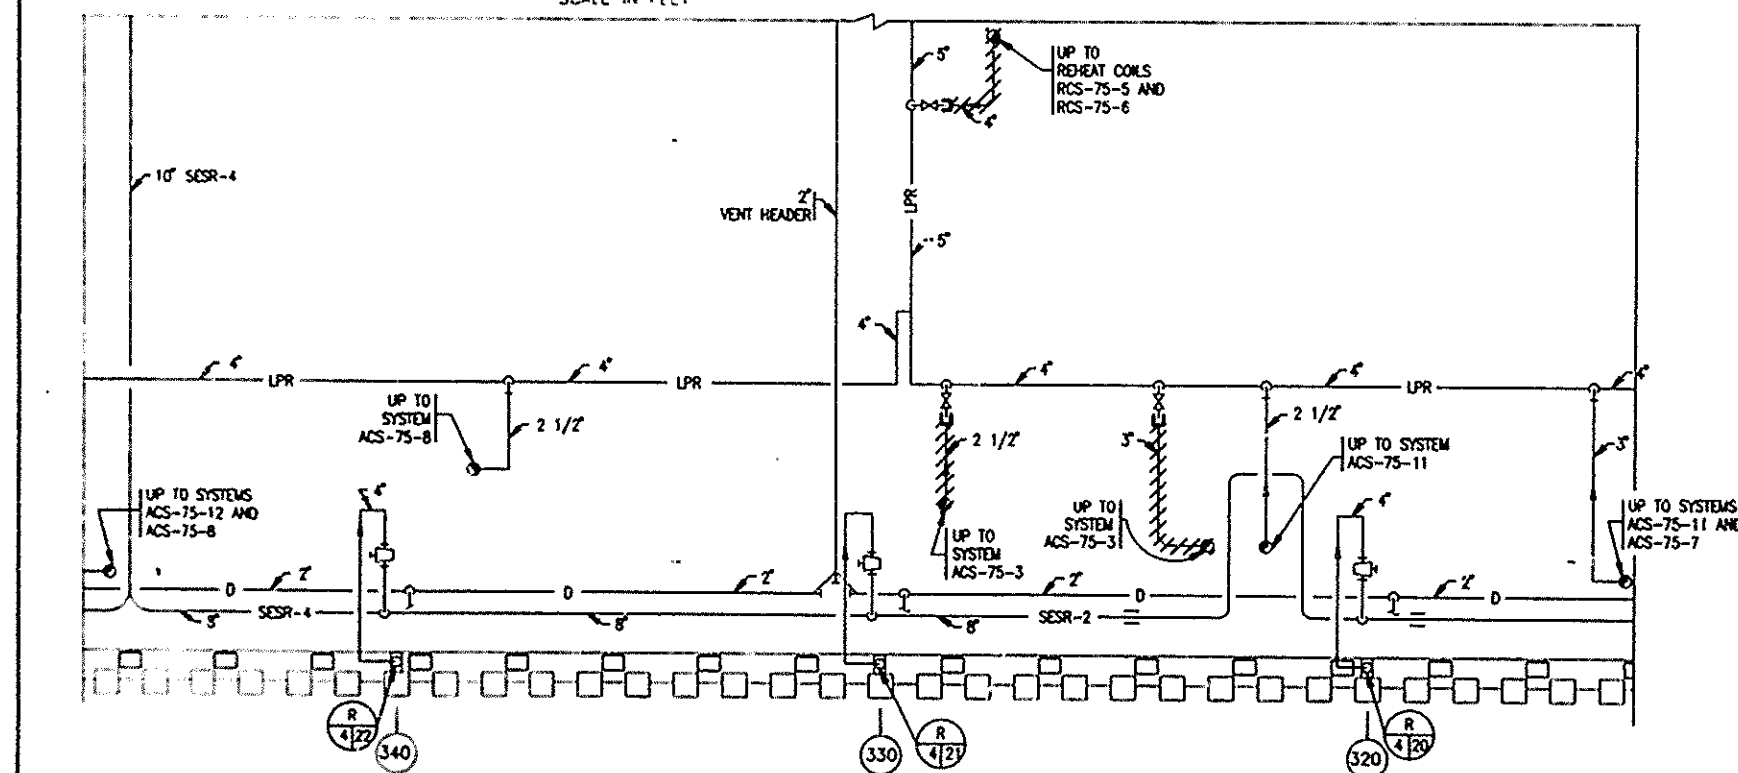 SCALE IN FEET
5"
UP TO
REHEAT COILS
RCS-75-5 AND
RCS-75-6
4"
10" SESR-4
2"
VENT HEADER
LPR
5"
4"
4"
LPR
4"
LPR
4"
4"
LPR
4"
UP TO
SYSTEM
ACS-75-8
2 1/2"
2 1/2"
3"
2 1/2"
UP TO SYSTEM
ACS-75-11
3"
UP TO SYSTEMS
ACS-75-12 AND
ACS-75-8
4"
UP TO
SYSTEM
ACS-75-3
UP TO
SYSTEM
ACS-75-3
4"
UP TO SYSTEMS
ACS-75-11 AND
ACS-75-7
D
2"
D
2"
D
2"
D
2"
D
SESR-4
8"
8"
SESR-2
R
4 22
340
330
R
4 21
320
R
4 20